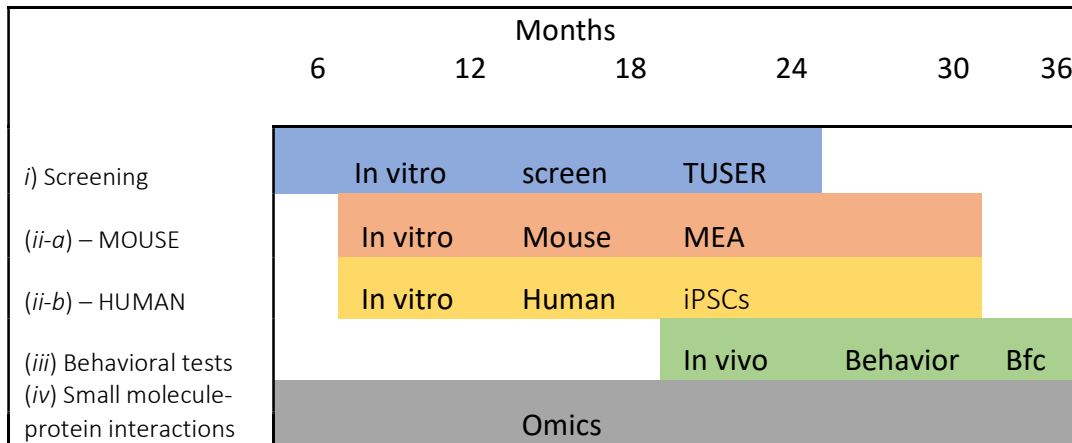 Months
6 12 18 24 30 36
i) Screening In vitro screen TUSER
(ii-a) – MOUSE In vitro Mouse MEA
(ii-b) – HUMAN In vitro Human iPSCs
(iii) Behavioral tests In vivo Behavior Bfc
(iv) Small molecule-
protein interactions Omics